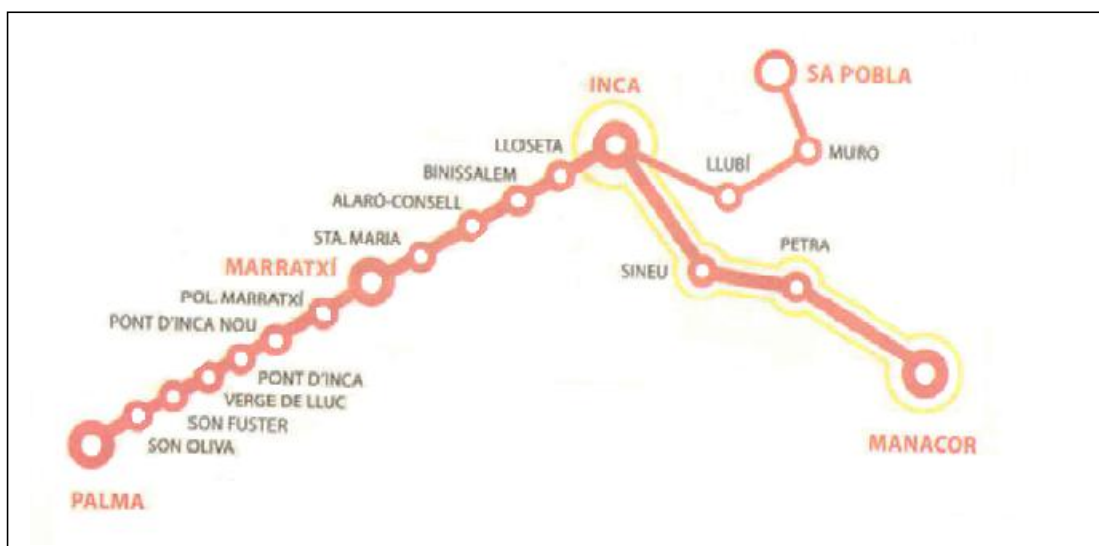 SA POBLA
INCA
LLOSETA
MURO
LLUBÍ
BINISSALEM
ALARÓ-CONSELL
STA. MARIA
PETRA
MARRATXÍ
SINEU
POL. MARRATXÍ
PONT D'INCA NOU
PONT D'INCA
VERGE DE LLUC
SON FUSTER
SON OLIVA
MANACOR
PALMA